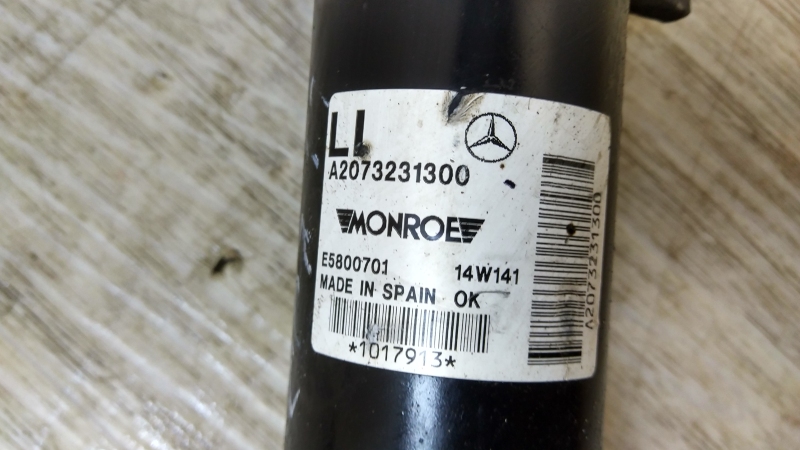 LI
A2073231300
MONROE
E5800701 14W141
MADE IN SPAIN OK
*1017913*
A2073231300